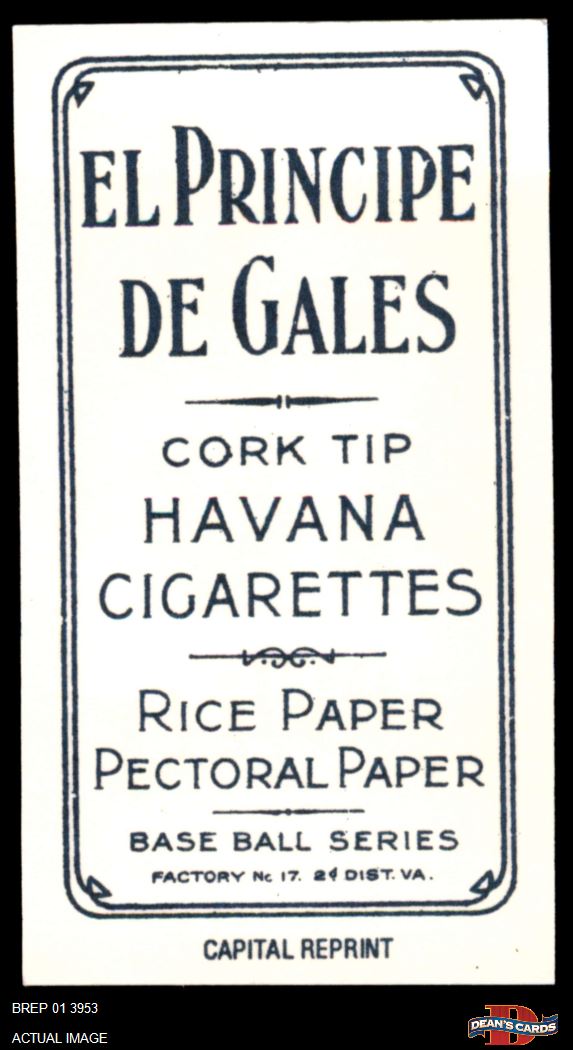 EL PRINCIPE
DE GALES
CORK TIP
HAVANA
CIGARETTES
RICE PAPER
PECTORAL PAPER
BASE BALL SERIES
FACTORY No 17. 2d DIST. VA.
CAPITAL REPRINT
BREP 01 3953
ACTUAL IMAGE
DEAN'S CARDS